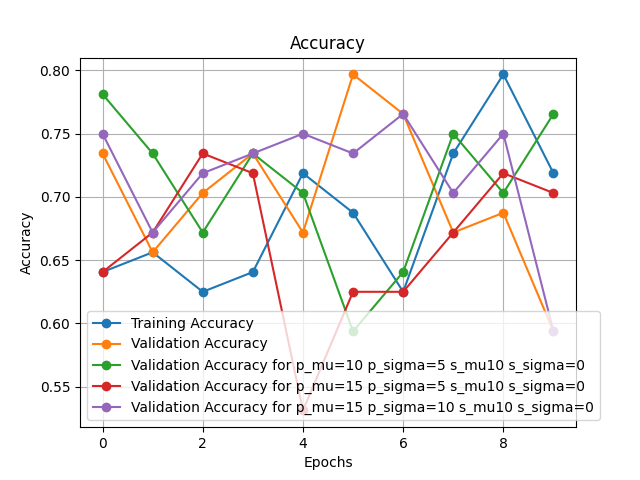 Accuracy
0.80
0.75
0.70
0.65
0.60
0.55
Accuracy
Training Accuracy
Validation Accuracy
Validation Accuracy for p_mu=10 p_sigma=5 s_mu10 s_sigma=0
Validation Accuracy for p_mu=15 p_sigma=5 s_mu10 s_sigma=0
Validation Accuracy for p_mu=15 p_sigma=10 s_mu10 s_sigma=0
0 2 4 6 8
Epochs